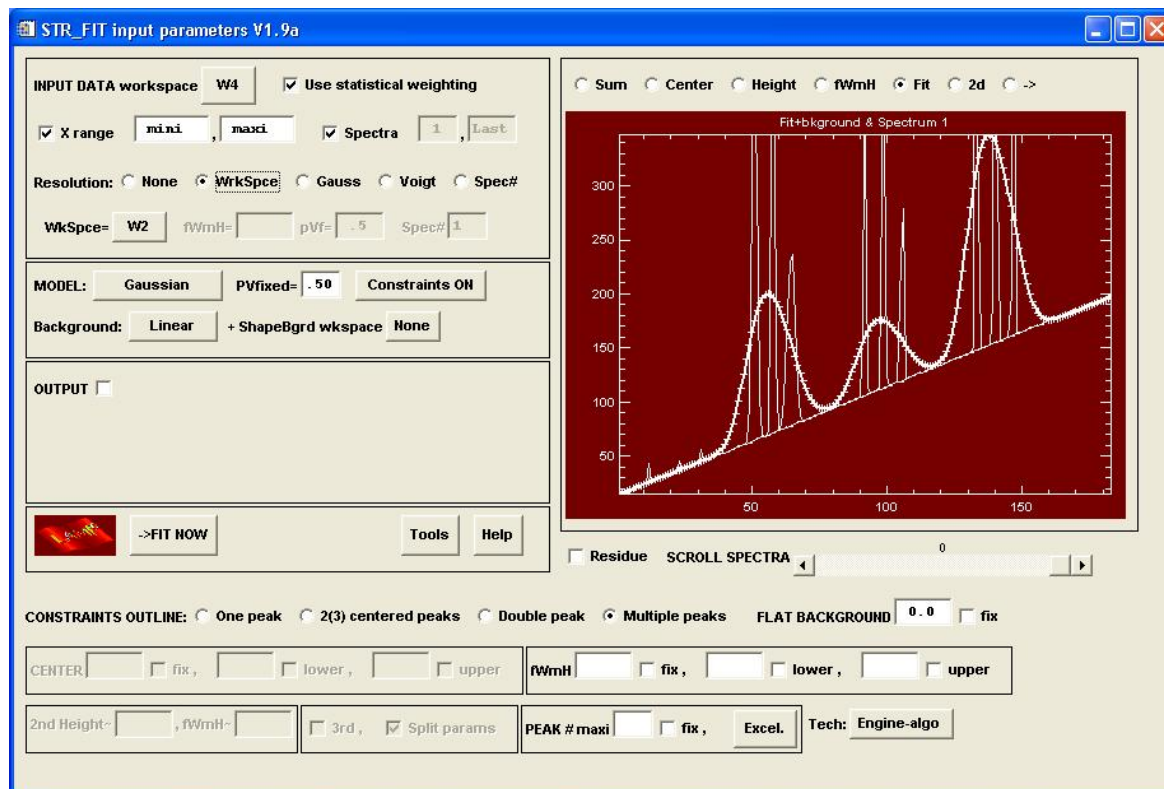 STR_FIT input parameters V1.9a
INPUT DATA workspace W4 Use statistical weighting
X range mini , maxi Spectra 1 , Last
Resolution: None WrkSpce Gauss Voigt Spec#
WkSpce= W2 fWmH= pVf= .5 Spec# 1
MODEL: Gaussian PVfixed= .50 Constraints ON
Background: Linear + ShapeBgrd wkspace None
OUTPUT
->FIT NOW Tools Help
Sum Center Height fWmH Fit 2d ->
Fit+bkground & Spectrum 1
300
250
200
150
100
50
50 100 150
Residue SCROLL SPECTRA 0
CONSTRAINTS OUTLINE: One peak 2(3) centered peaks Double peak Multiple peaks FLAT BACKGROUND 0.0 fix
CENTER fix , lower , upper fWmH fix , lower , upper
2nd Height~ , fWmH~ 3rd , Split params PEAK # maxi fix , Excel. Tech: Engine-algo